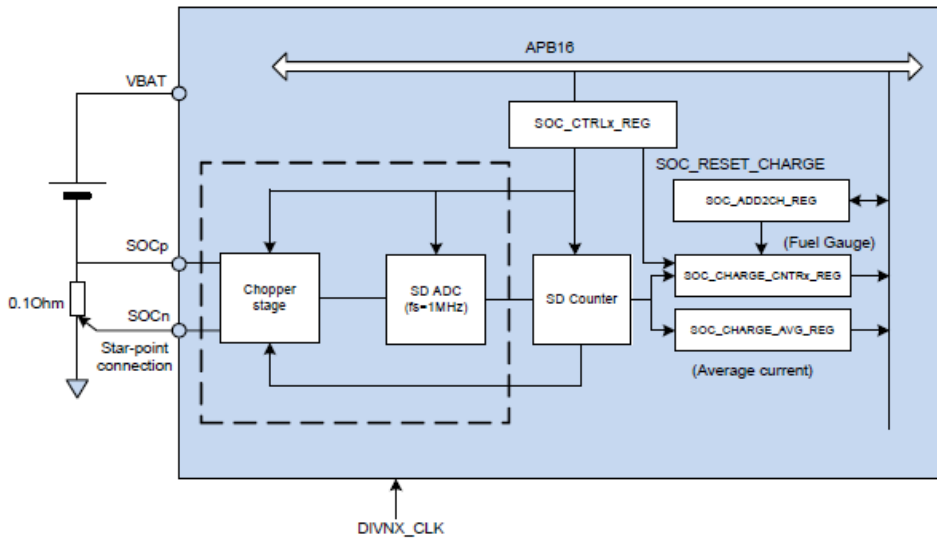 APB16
VBAT
SOC_CTRLx_REG
SOC_RESET_CHARGE
SOC_ADD2CH_REG
(Fuel Gauge)
SOCp
SOC_CHARGE_CNTRx_REG
Chopper
stage
SD ADC
(fs=1MHz)
SD Counter
0.1Ohm
SOCn
SOC_CHARGE_AVG_REG
Star-point
connection
(Average current)
DIVNX_CLK